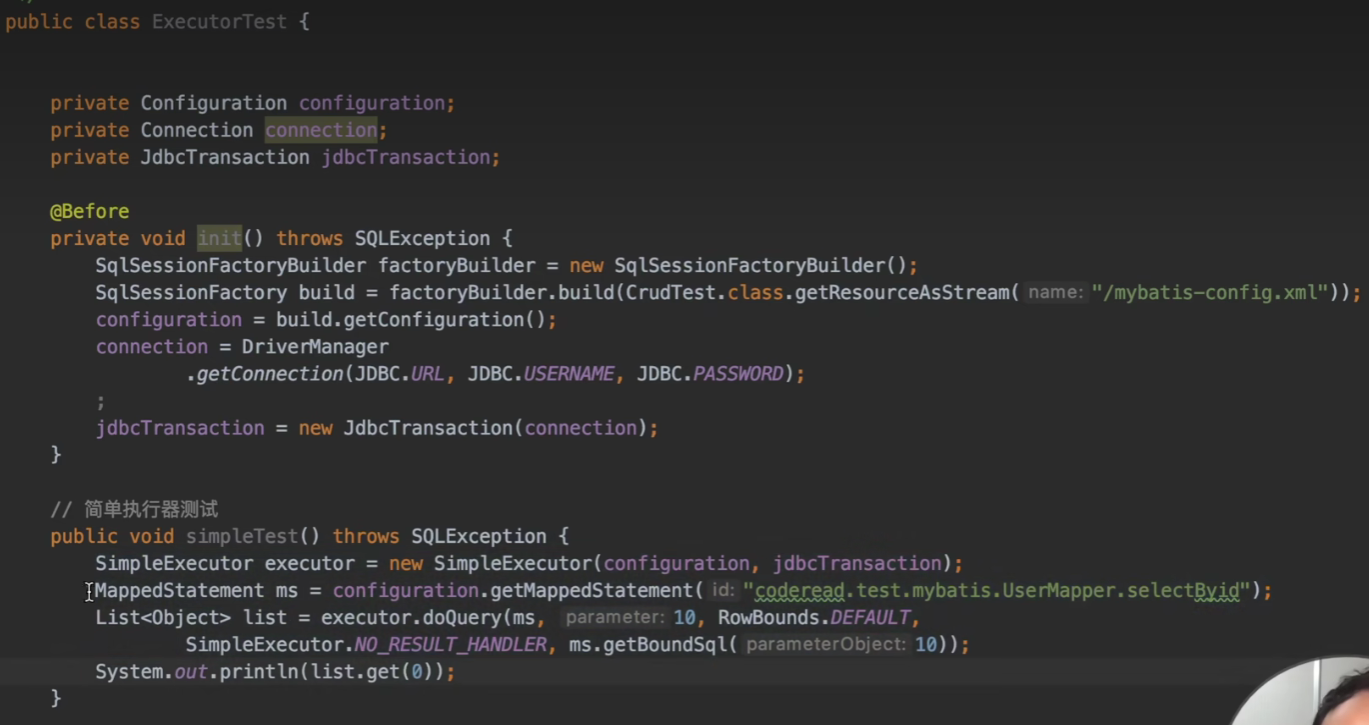 public class ExecutorTest {
private Configuration configuration;
private Connection connection;
private JdbcTransaction jdbcTransaction;
@Before
private void init() throws SQLException {
SqlSessionFactoryBuilder factoryBuilder = new SqlSessionFactoryBuilder();
SqlSessionFactory build = factoryBuilder.build(CrudTest.class.getResourceAsStream( name: "/mybatis-config.xml"));
configuration = build.getConfiguration();
connection = DriverManager
.getConnection(JDBC.URL, JDBC.USERNAME, JDBC.PASSWORD);
;
jdbcTransaction = new JdbcTransaction(connection);
}
// 简单执行器测试
public void simpleTest() throws SQLException {
SimpleExecutor executor = new SimpleExecutor(configuration, jdbcTransaction);
MappedStatement ms = configuration.getMappedStatement( id: "coderead.test.mybatis.UserMapper.selectByid");
List<Object> list = executor.doQuery(ms, parameter: 10, RowBounds.DEFAULT,
SimpleExecutor.NO_RESULT_HANDLER, ms.getBoundSql( parameterObject: 10));
System.out.println(list.get(0));
}